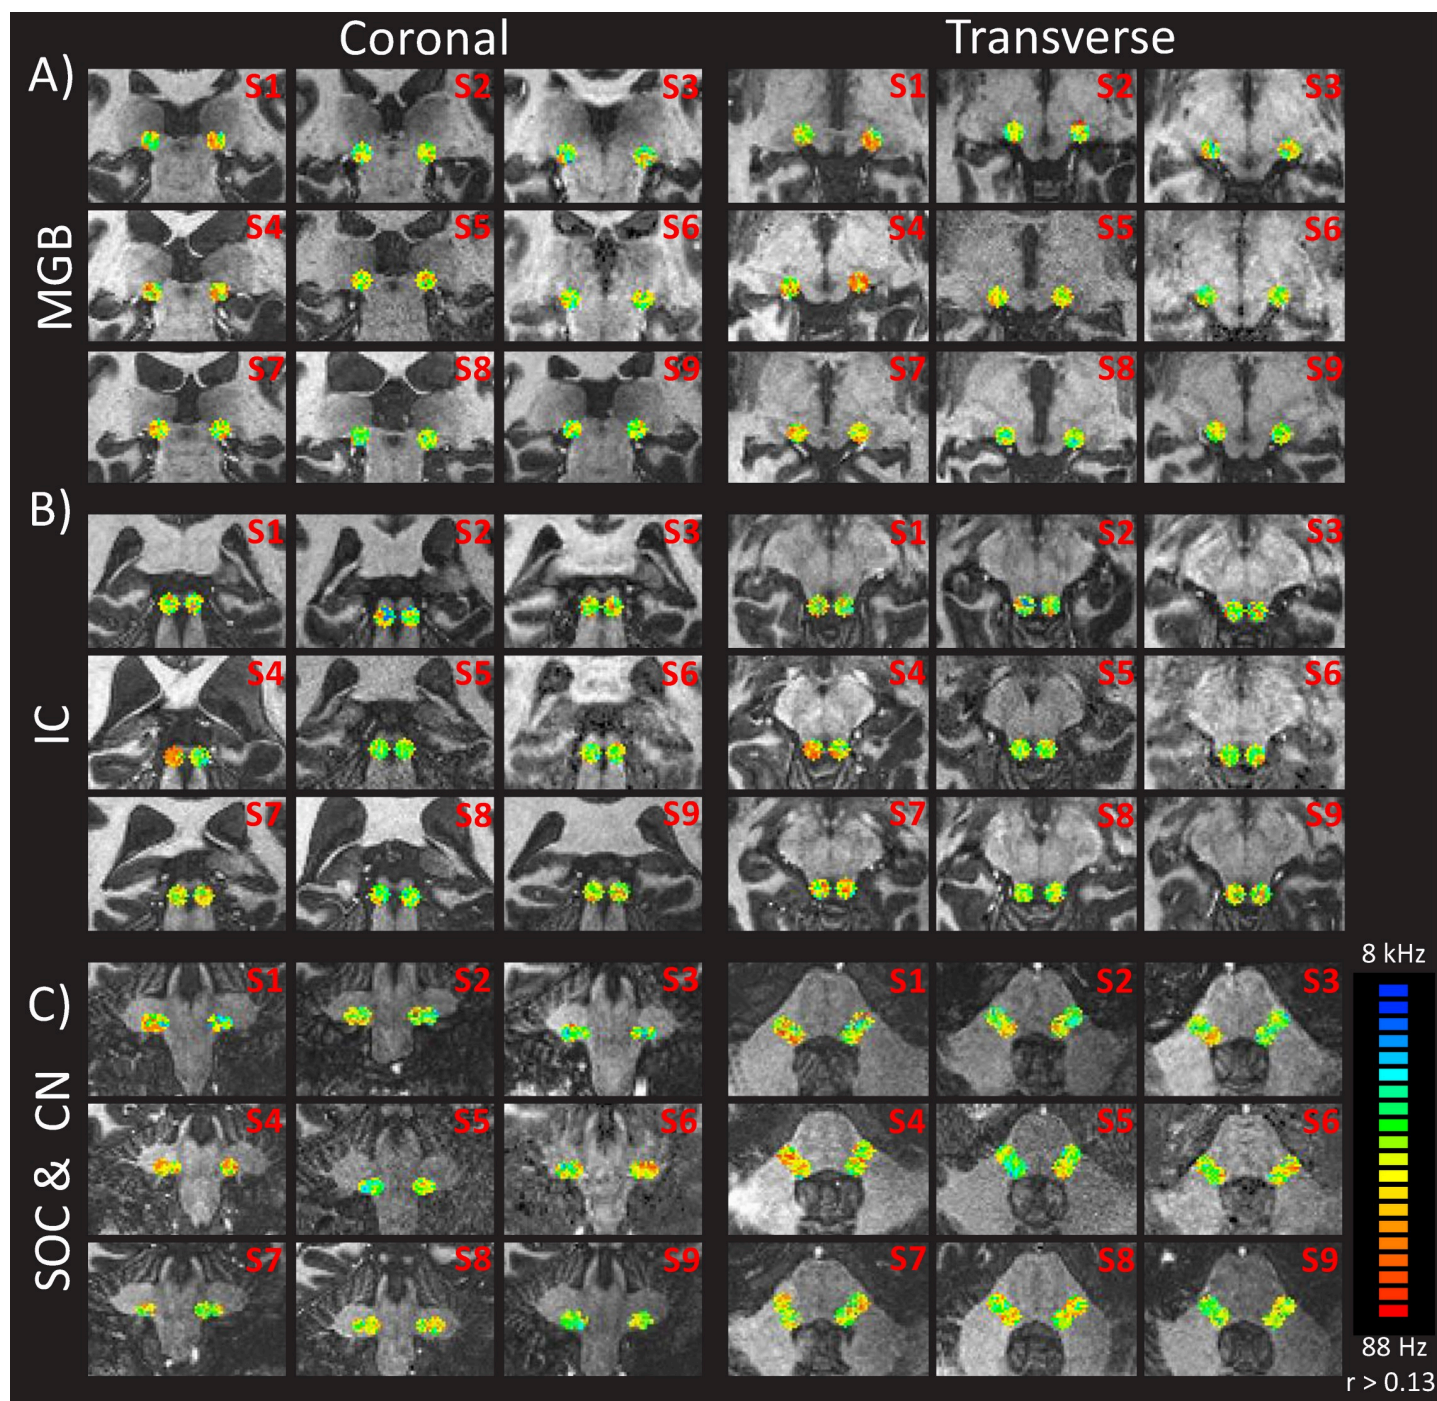 Coronal Transverse
A)
MGB
S1 S2 S3 S1 S2 S3
S4 S5 S6 S4 S5 S6
S7 S8 S9 S7 S8 S9
B)
IC
S1 S2 S3 S1 S2 S3
S4 S5 S6 S4 S5 S6
S7 S8 S9 S7 S8 S9
C)
SOC & CN
S1 S2 S3 S1 S2 S3
S4 S5 S6 S4 S5 S6
S7 S8 S9 S7 S8 S9
8 kHz
88 Hz
r > 0.13